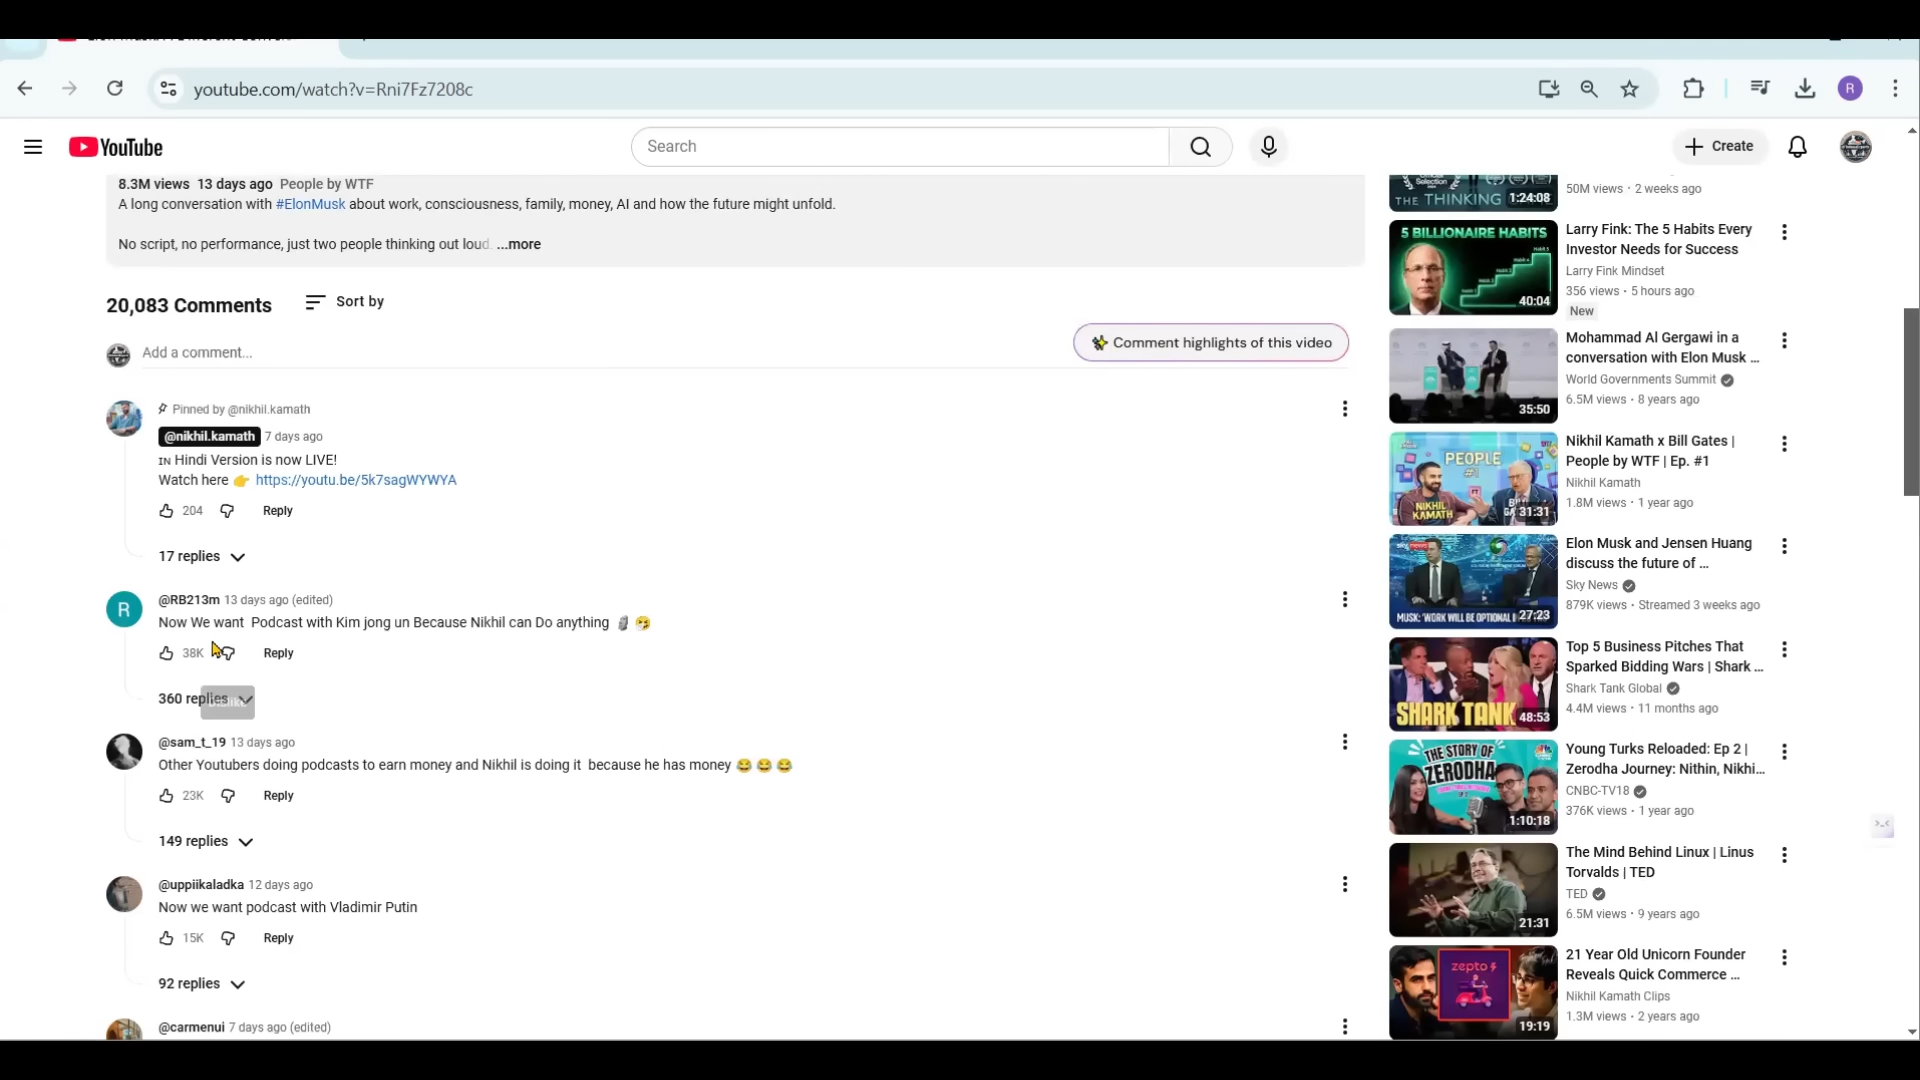 youtube.com/watch?v=Rni7Fz7208c
R
YouTube
Search
Create
8.3M views 13 days ago People by WTF
A long conversation with #ElonMusk about work, consciousness, family, money, AI and how the future might unfold.
No script, no performance, just two people thinking out loud. ...more
20,083 Comments
Sort by
Add a comment...
Comment highlights of this video
Pinned by @nikhil.kamath
@nikhil.kamath 7 days ago
IN Hindi Version is now LIVE!
Watch here 👉 https://youtu.be/5k7sagWYWYA
204
Reply
17 replies
R
@RB213m 13 days ago (edited)
Now We want Podcast with Kim jong un Because Nikhil can Do anything 🗿 🤧
38K
Reply
360 replies
@sam_t_19 13 days ago
Other Youtubers doing podcasts to earn money and Nikhil is doing it because he has money 😂 😂 😂
23K
Reply
149 replies
@uppiikaladka 12 days ago
Now we want podcast with Vladimir Putin
15K
Reply
92 replies
@carmenui 7 days ago (edited)
THE THINKING
1:24:08
50M views • 2 weeks ago
5 BILLIONAIRE HABITS
40:04
Larry Fink: The 5 Habits Every
Investor Needs for Success
Larry Fink Mindset
356 views • 5 hours ago
New
35:50
Mohammad Al Gergawi in a
conversation with Elon Musk ...
World Governments Summit
6.5M views • 8 years ago
PEOPLE
NIKHIL
KAMATH
31:31
Nikhil Kamath x Bill Gates |
People by WTF | Ep. #1
Nikhil Kamath
1.8M views • 1 year ago
MUSK: 'WORK WILL BE OPTIONAL
27:23
Elon Musk and Jensen Huang
discuss the future of ...
Sky News
879K views • Streamed 3 weeks ago
SHARK TANK
48:53
Top 5 Business Pitches That
Sparked Bidding Wars | Shark ...
Shark Tank Global
4.4M views • 11 months ago
THE STORY OF
ZERODHA
1:10:18
Young Turks Reloaded: Ep 2 |
Zerodha Journey: Nithin, Nikhi...
CNBC-TV18
376K views • 1 year ago
21:31
The Mind Behind Linux | Linus
Torvalds | TED
TED
6.5M views • 9 years ago
zepto
19:19
21 Year Old Unicorn Founder
Reveals Quick Commerce ...
Nikhil Kamath Clips
1.3M views • 2 years ago